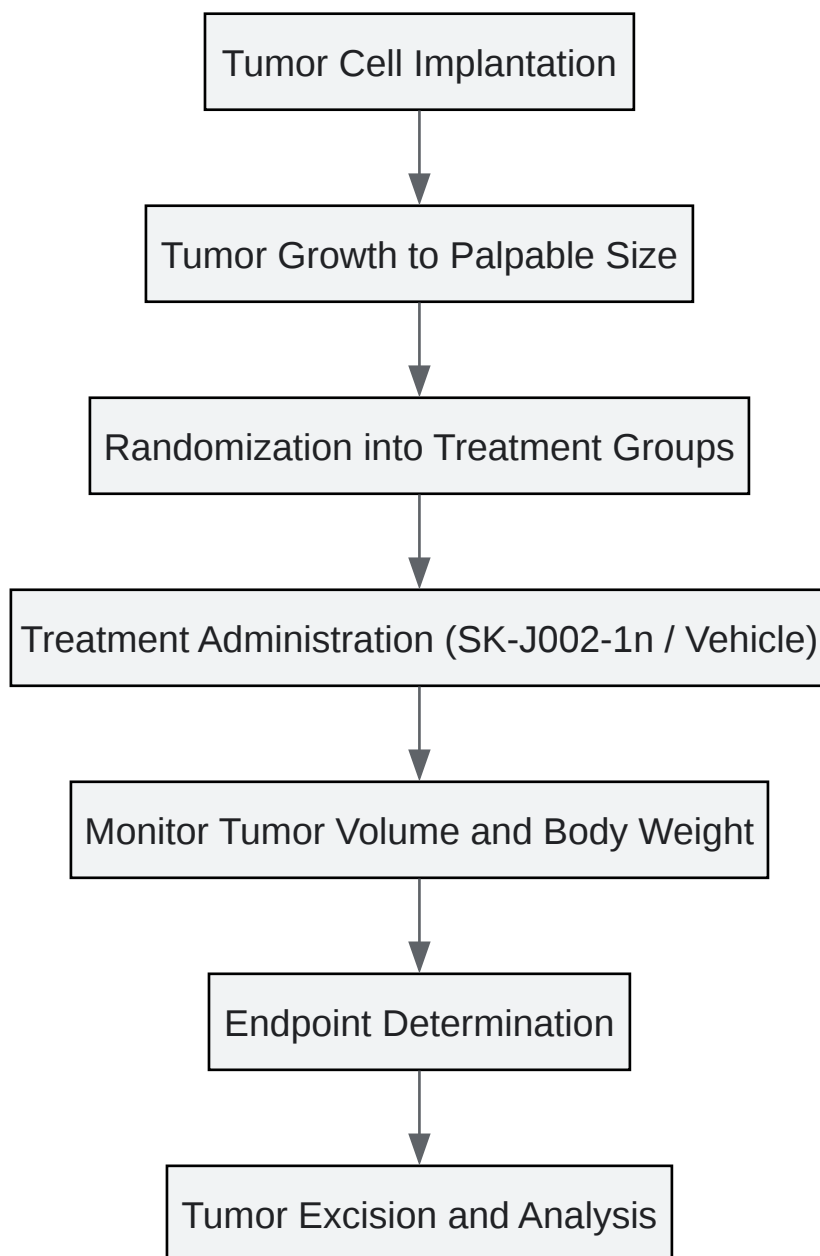 Tumor Cell Implantation
Tumor Growth to Palpable Size
Randomization into Treatment Groups
Treatment Administration (SK-J002-1n / Vehicle)
Monitor Tumor Volume and Body Weight
Endpoint Determination
Tumor Excision and Analysis